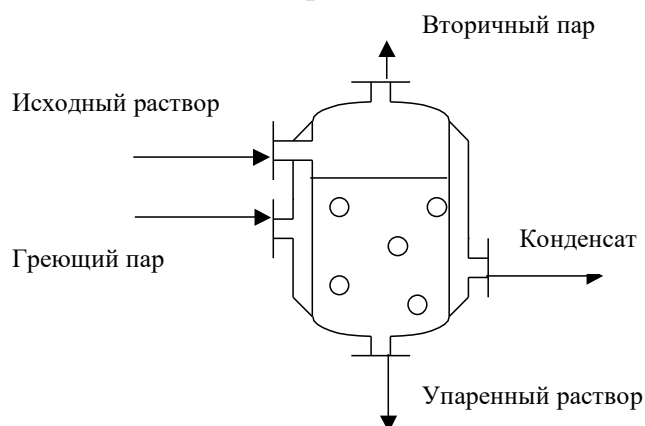 Вторичный пар
Исходный раствор
Греющий пар
Конденсат
Упаренный раствор